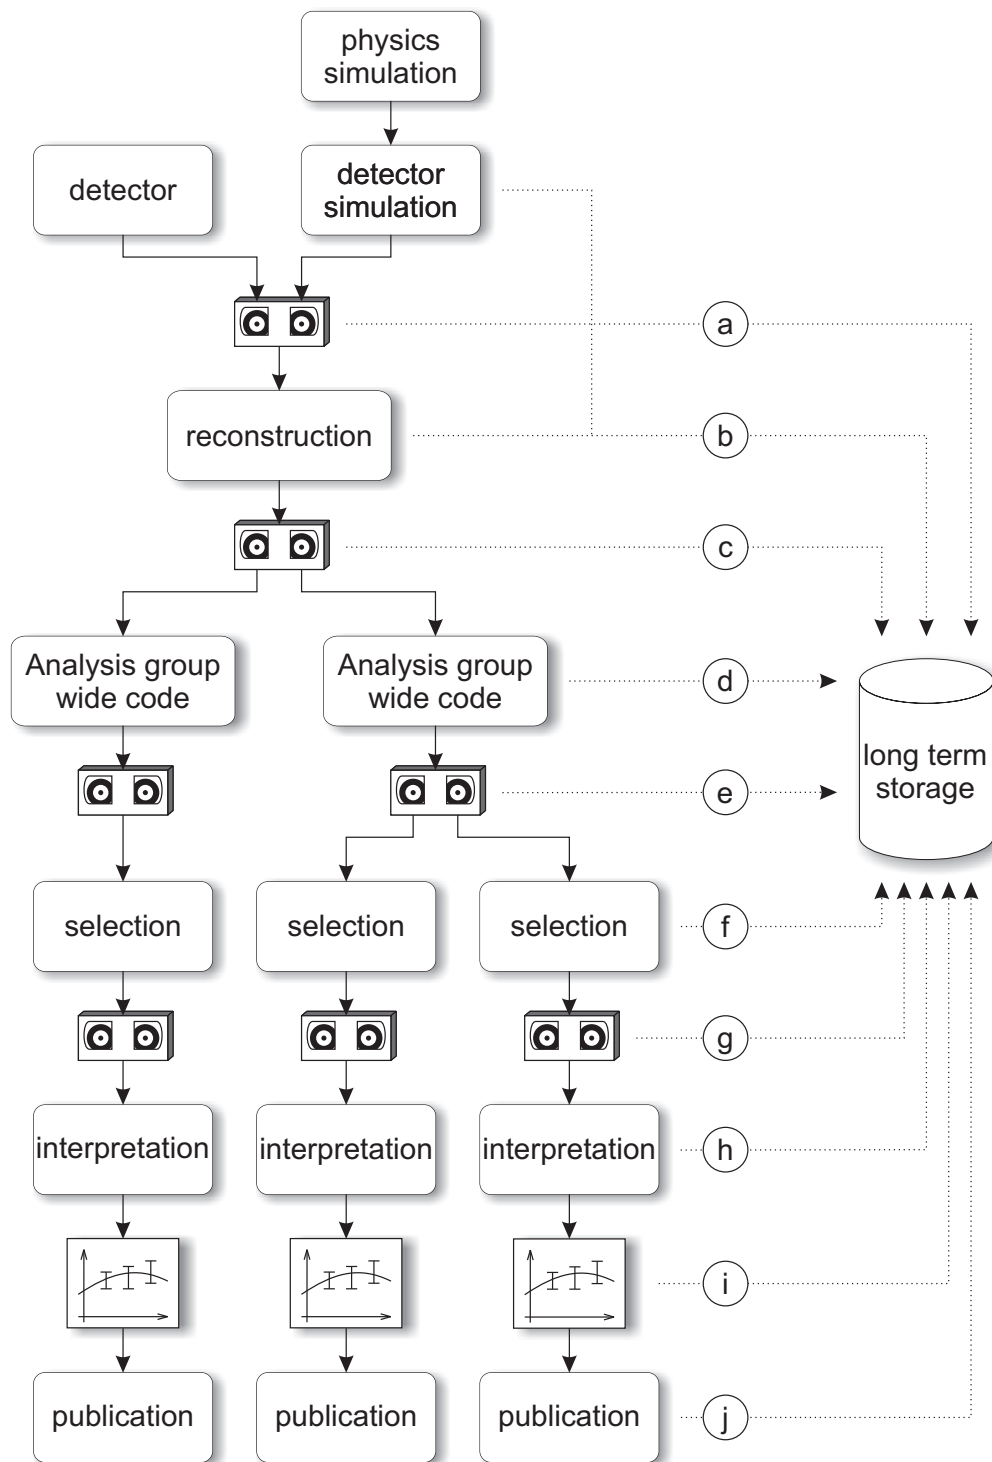 physics
simulation
detector
detector
simulation
a
reconstruction
b
c
Analysis group
wide code
Analysis group
wide code
d
long term
storage
e
selection
selection
selection
f
g
interpretation
interpretation
interpretation
h
i
publication
publication
publication
j